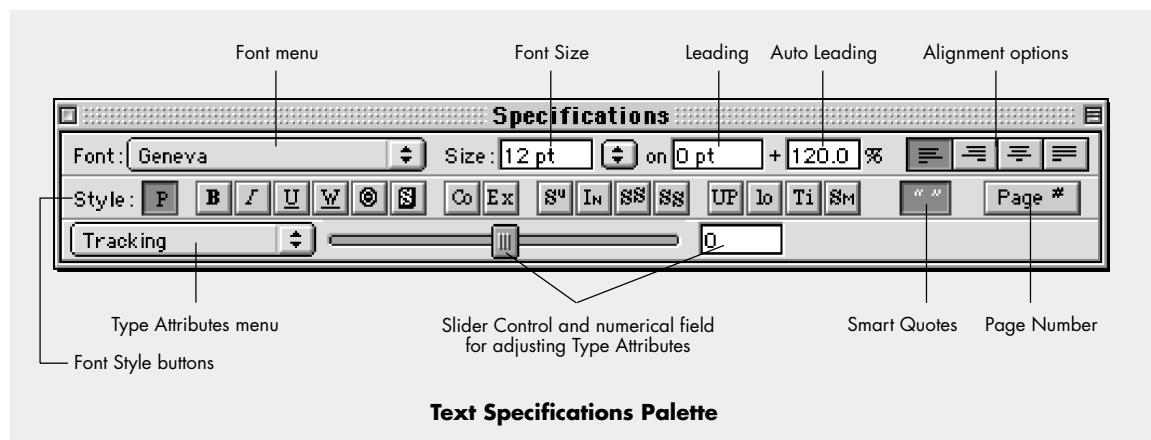 Font menu Font Size Leading Auto Leading Alignment options
Specifications
Font: Geneva Size: 12 pt on 0 pt + 120.0 %
Style: P B I U W O S Co Ex Su IN SS SS UP lo Ti SM “ ” Page #
Tracking 0
Type Attributes menu Slider Control and numerical field for adjusting Type Attributes Smart Quotes Page Number
Font Style buttons
Text Specifications Palette